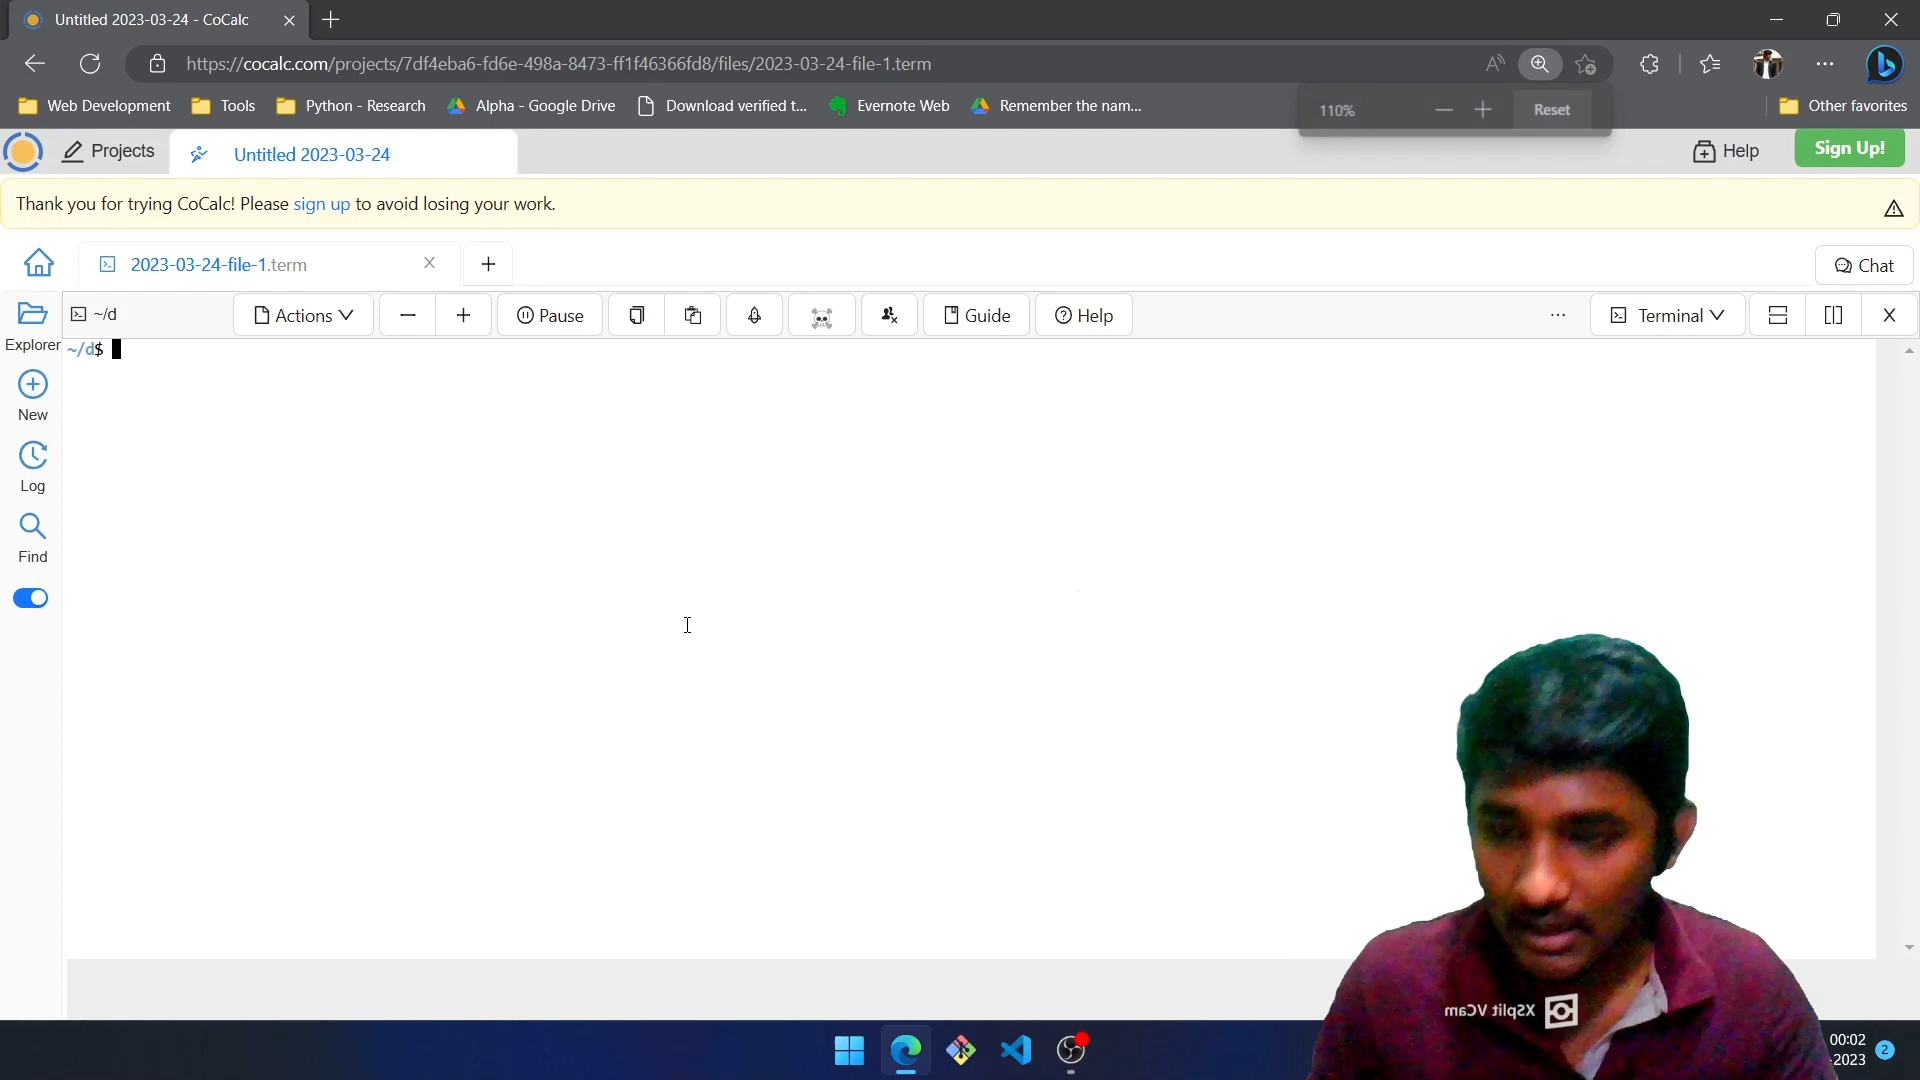 Untitled 2023-03-24 - CoCalc
https://cocalc.com/projects/7df4eba6-fd6e-498a-8473-ff1f46366fd8/files/2023-03-24-file-1.term
Web Development
Tools
Python - Research
Alpha - Google Drive
Download verified t...
Evernote Web
Remember the nam...
110%
Reset
Other favorites
Projects
Untitled 2023-03-24
Help
Sign Up!
Thank you for trying CoCalc! Please sign up to avoid losing your work.
2023-03-24-file-1.term
Chat
~/d
Actions
Pause
Guide
Help
Terminal
Explorer
~/d$
New
Log
Find
XSplit VCam
00:02
-2023
2